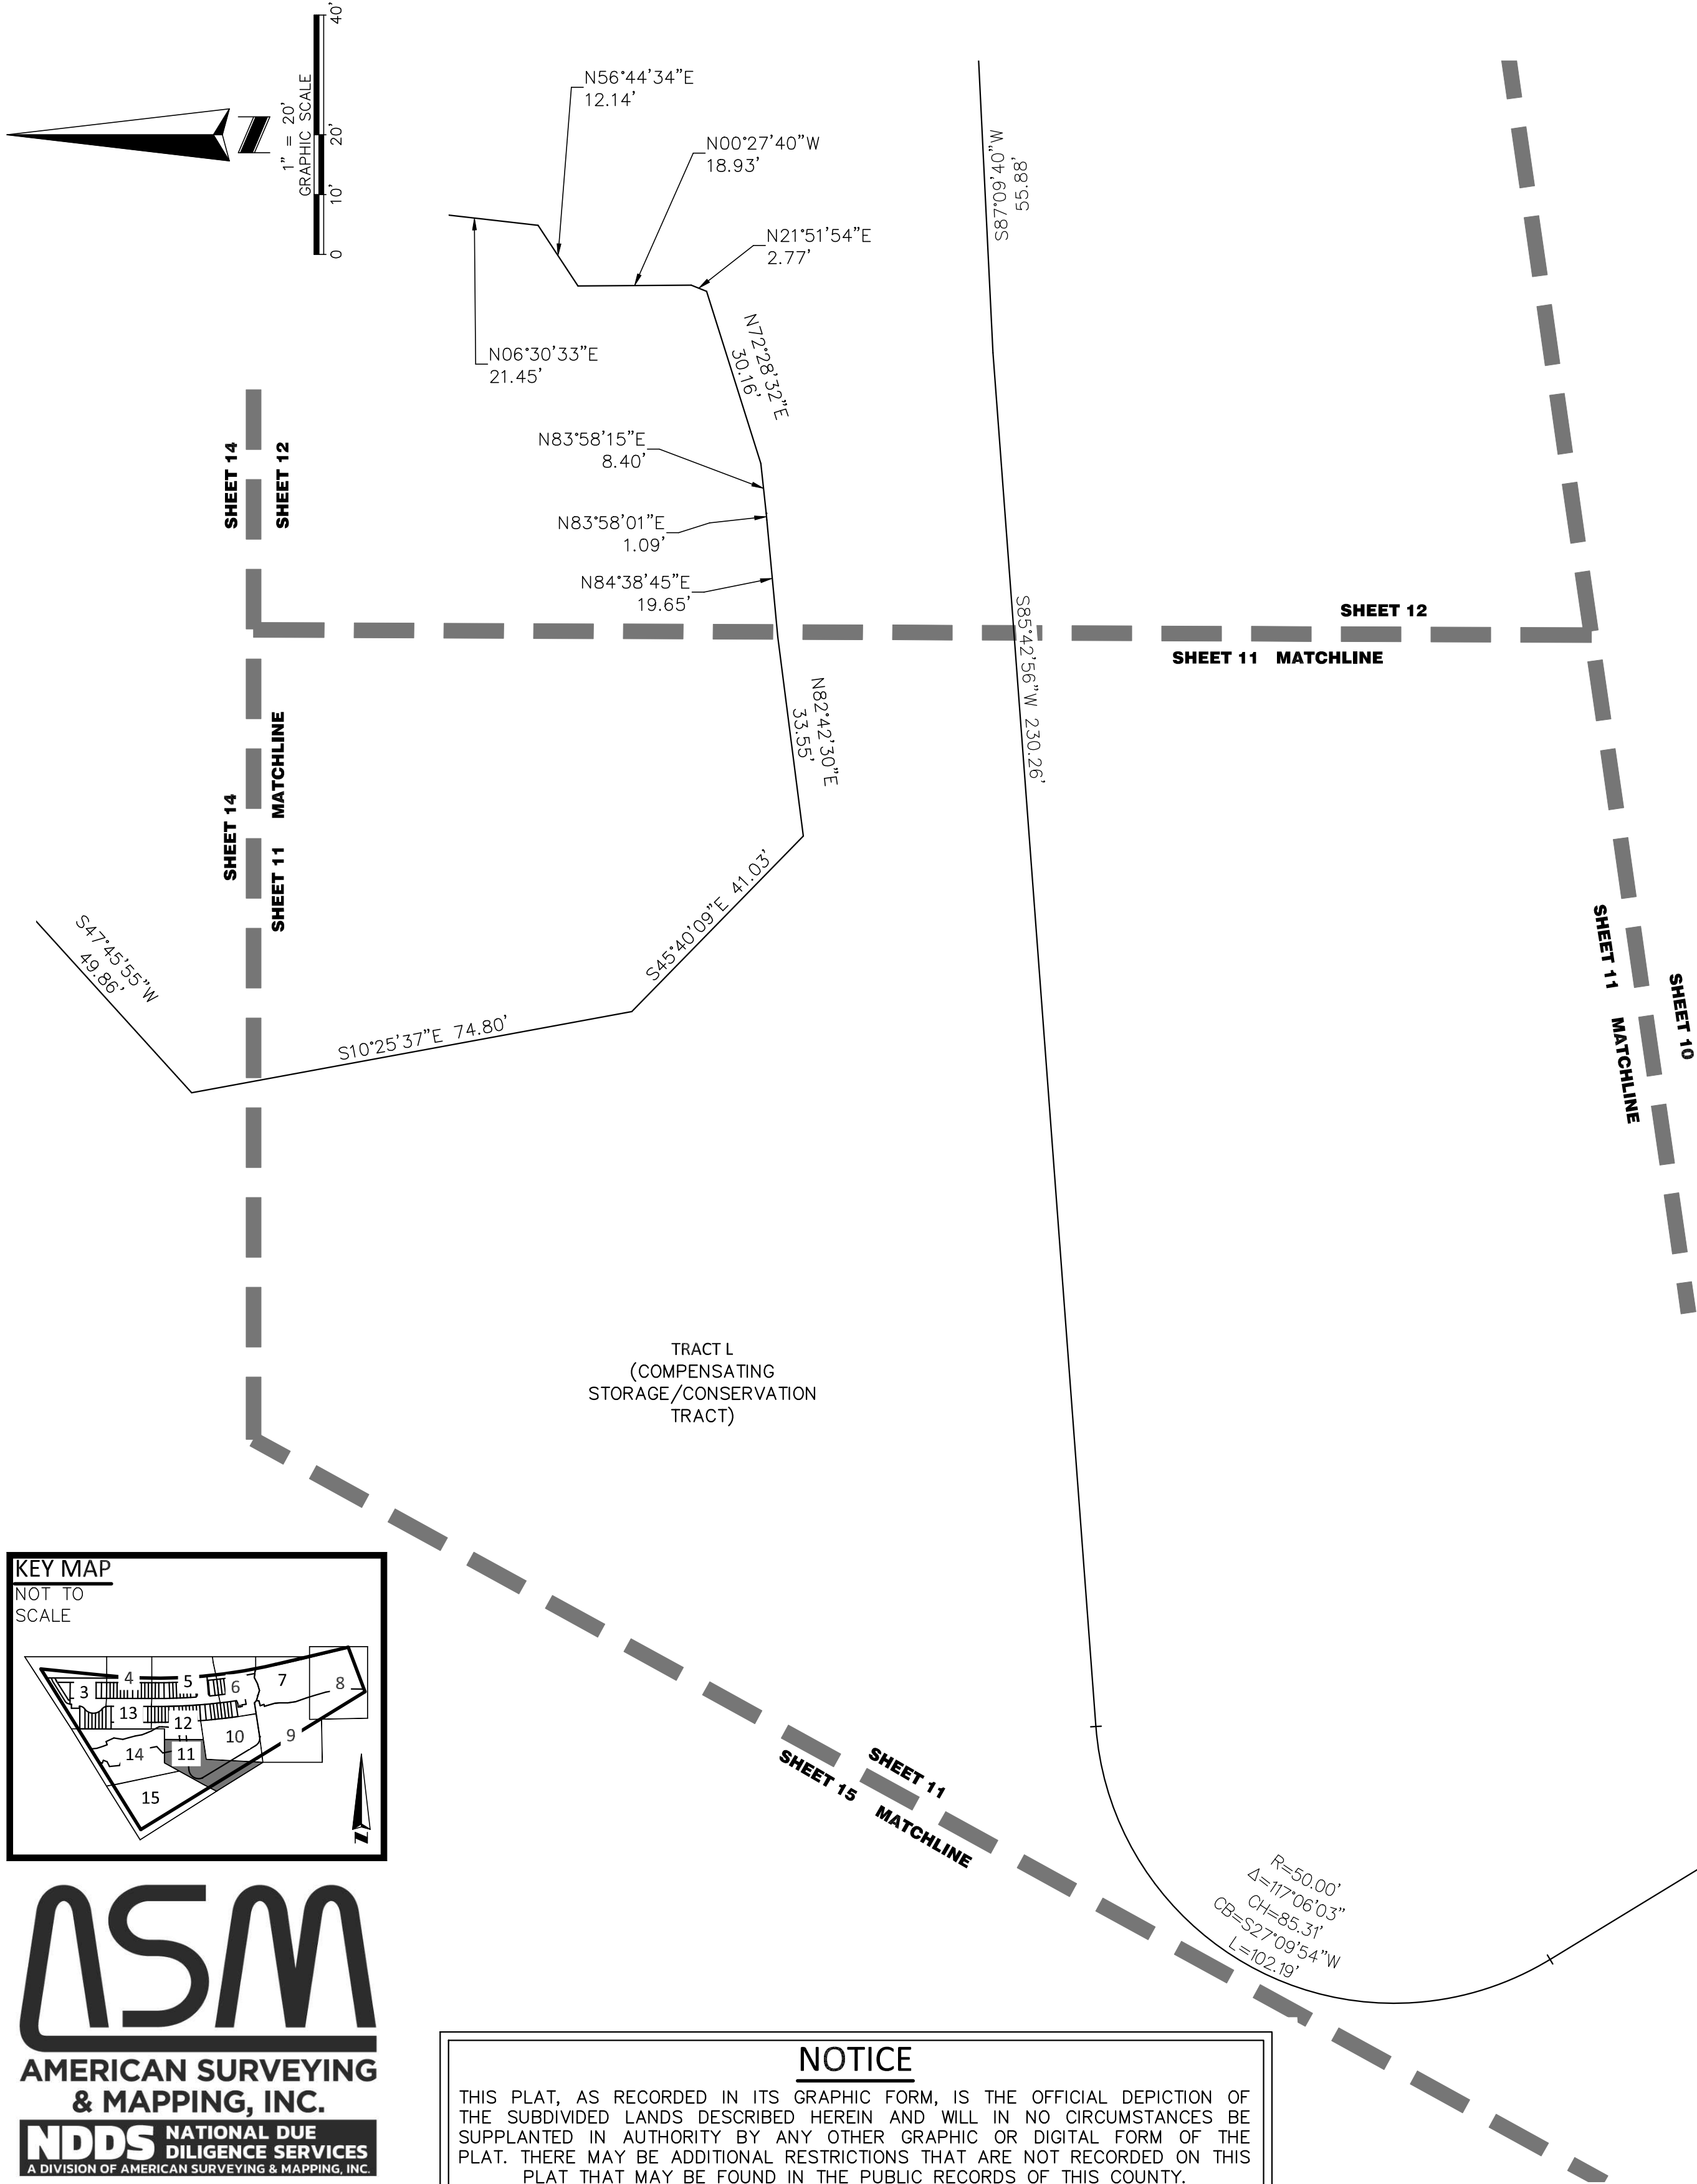 1" = 20'
GRAPHIC SCALE
0
10'
20'
40'
N
N56°44'34"E
12.14'
N00°27'40"W
18.93'
N21°51'54"E
2.77'
S87°09'40"W
55.88'
N06°30'33"E
21.45'
N72°28'32"E
30.16'
N83°58'15"E
8.40'
N83°58'01"E
1.09'
N84°38'45"E
19.65'
SHEET 14
SHEET 12
SHEET 12
SHEET 11 MATCHLINE
S85°42'56"W 230.26'
N82°42'30"E
33.55'
SHEET 14
SHEET 11 MATCHLINE
S47°45'55"W
49.86'
S45°40'09"E 41.03'
S10°25'37"E 74.80'
SHEET 11 MATCHLINE
SHEET 10
TRACT L
(COMPENSATING
STORAGE/CONSERVATION
TRACT)
SHEET 11
SHEET 15 MATCHLINE
R=50.00'
Δ=117°06'03"
CH=85.31'
CB=S27°09'54"W
L=102.19'
KEY MAP
NOT TO
SCALE
3
4
5
6
7
8
13
12
10
9
14
11
15
N
ASM
AMERICAN SURVEYING
& MAPPING, INC.
NDDS NATIONAL DUE
DILIGENCE SERVICES
A DIVISION OF AMERICAN SURVEYING & MAPPING, INC.
NOTICE
THIS PLAT, AS RECORDED IN ITS GRAPHIC FORM, IS THE OFFICIAL DEPICTION OF
THE SUBDIVIDED LANDS DESCRIBED HEREIN AND WILL IN NO CIRCUMSTANCES BE
SUPPLANTED IN AUTHORITY BY ANY OTHER GRAPHIC OR DIGITAL FORM OF THE
PLAT. THERE MAY BE ADDITIONAL RESTRICTIONS THAT ARE NOT RECORDED ON THIS
PLAT THAT MAY BE FOUND IN THE PUBLIC RECORDS OF THIS COUNTY.